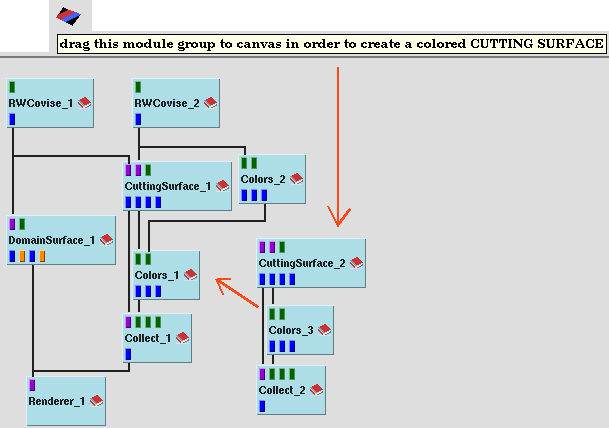 drag this module group to canvas in order to create a colored CUTTING SURFACE
RWCovise_1
RWCovise_2
CuttingSurface_1
Colors_2
DomainSurface_1
Colors_1
CuttingSurface_2
Collect_1
Colors_3
Renderer_1
Collect_2